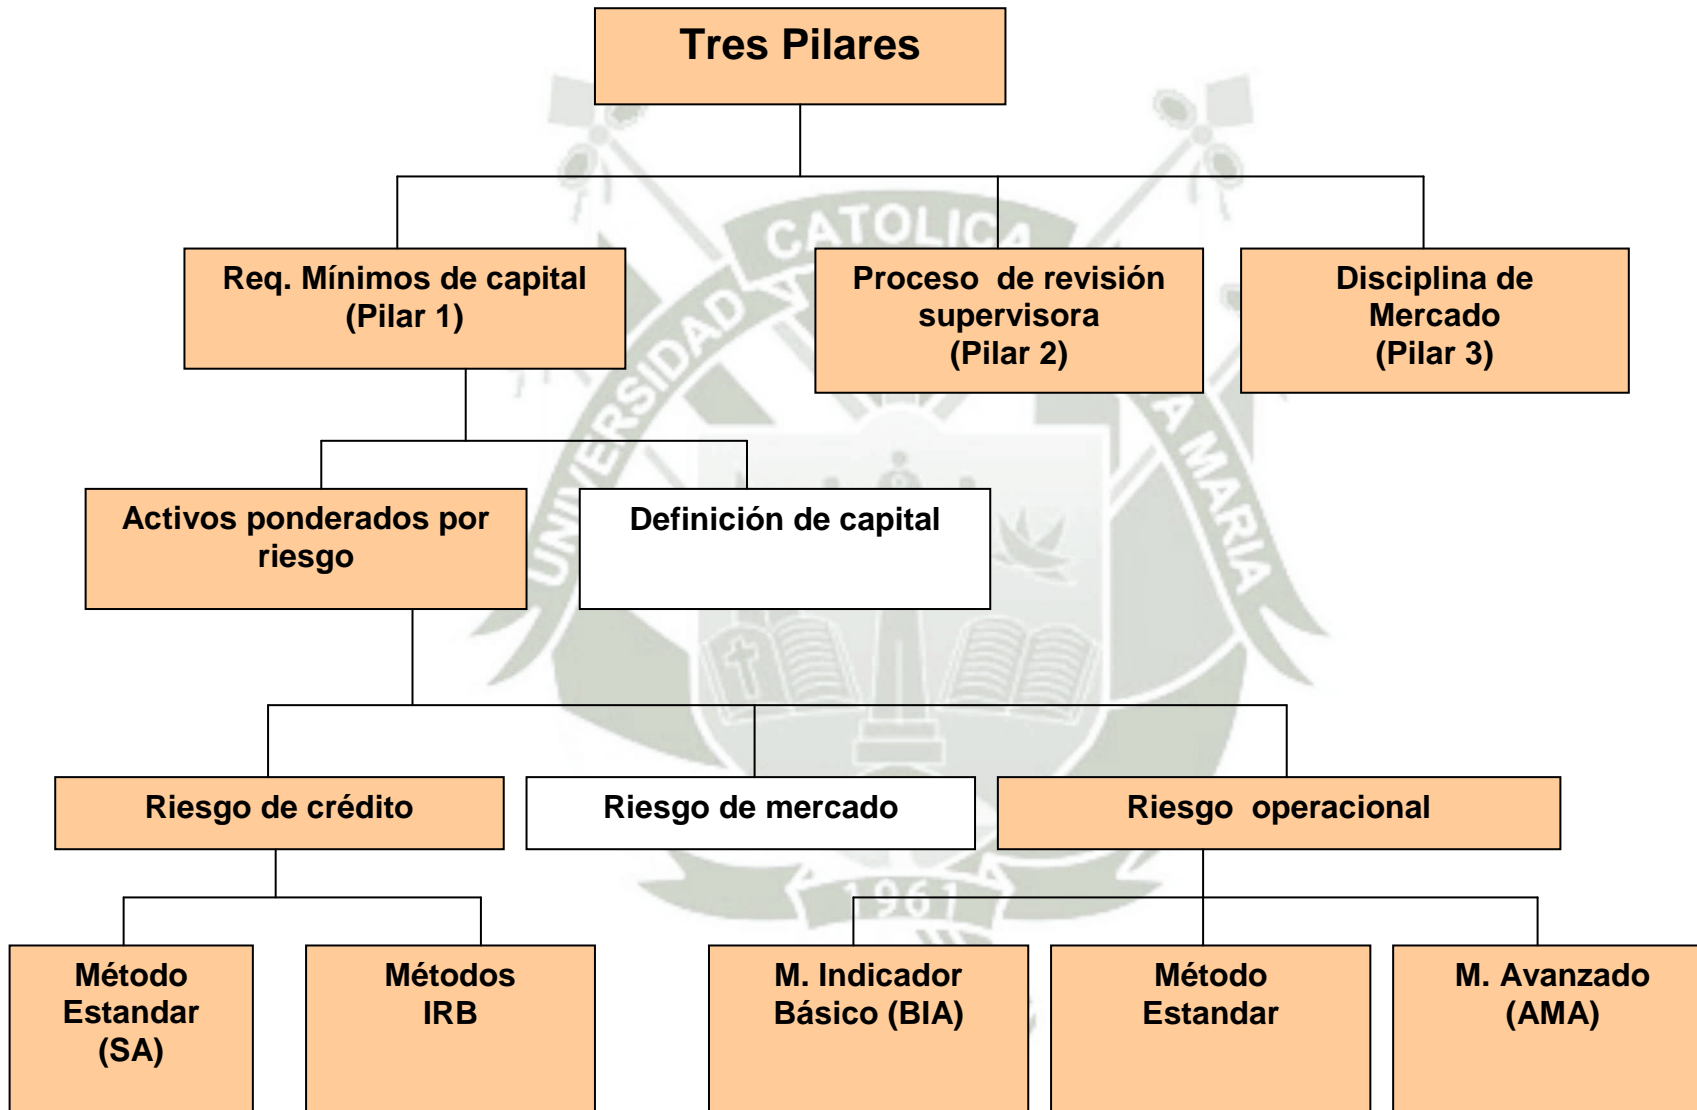 Tres Pilares
Req. Mínimos de capital
(Pilar 1)
Proceso  de revisión
supervisora
(Pilar 2)
Disciplina de
Mercado
(Pilar 3)
Activos ponderados por
riesgo
Definición de capital
Riesgo de crédito
Riesgo de mercado
Riesgo  operacional
Método
Estandar
(SA)
Métodos
IRB
M. Indicador
Básico (BIA)
Método
Estandar
M. Avanzado
(AMA)
UNIVERSIDAD
CATOLICA
A MARIA
1961